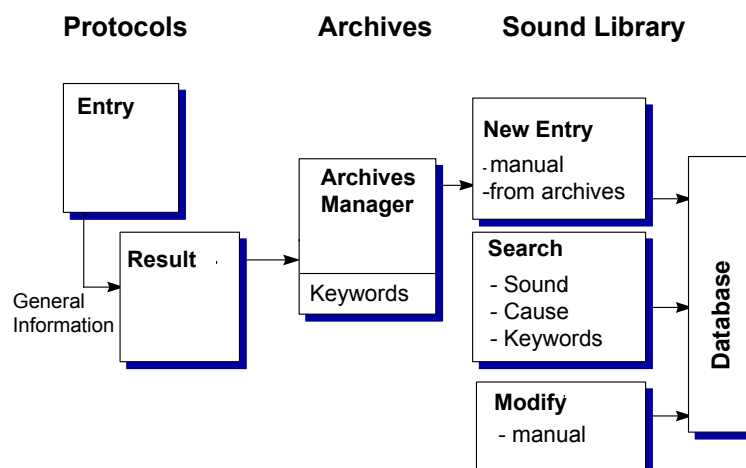 Protocols
Archives
Sound Library
Entry
General
Information
Result
Archives
Manager
Keywords
New Entry
-manual
-from archives
Search
- Sound
- Cause
- Keywords
Modify
- manual
Database